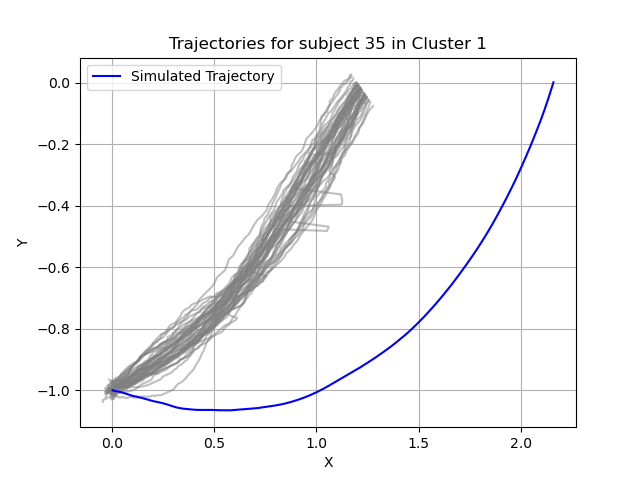 Trajectories for subject 35 in Cluster 1
Simulated Trajectory
0.0
−0.2
−0.4
−0.6
−0.8
−1.0
Y
0.0 0.5 1.0 1.5 2.0
X